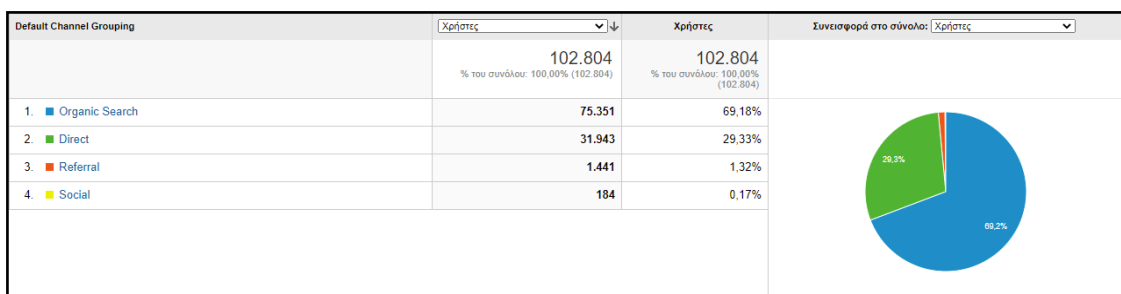 Default Channel Grouping Χρήστες Χρήστες Συνεισφορά στο σύνολο: Χρήστες
102.804 102.804
% του συνόλου: 100,00% (102.804) % του συνόλου: 100,00%
(102.804)
1. Organic Search 75.351 69,18%
2. Direct 31.943 29,33%
3. Referral 1.441 1,32%
4. Social 184 0,17%
29,3%
69,2%